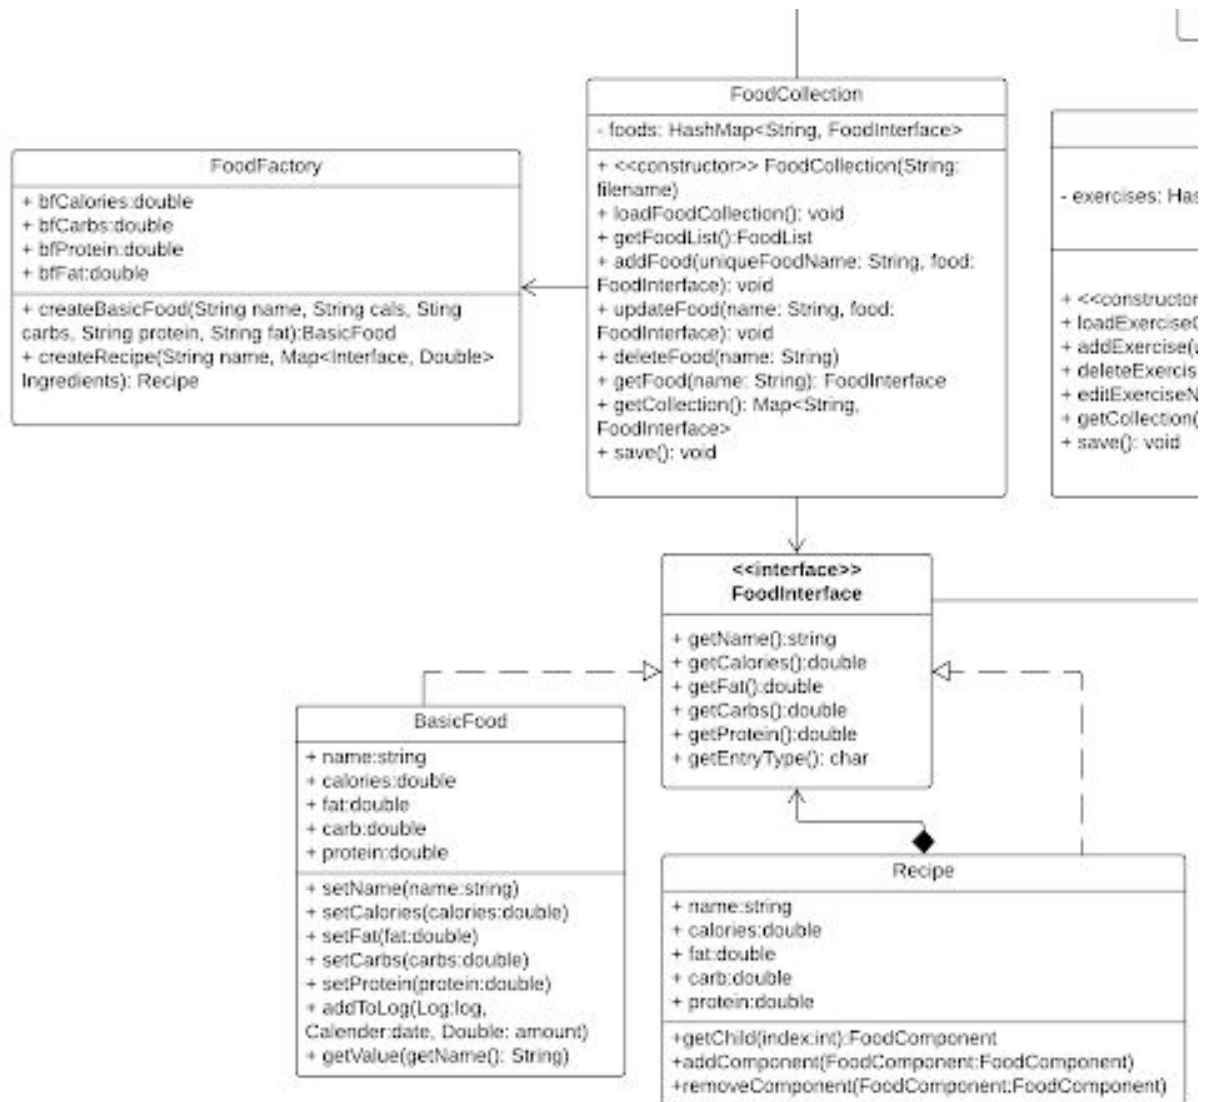 FoodCollection
- foods: HashMap<String, FoodInterface>
+ <<constructor>> FoodCollection(String:
filename)
+ loadFoodCollection(): void
+ getFoodList():FoodList
+ addFood(uniqueFoodName: String, food:
FoodInterface): void
+ updateFood(name: String, food:
FoodInterface): void
+ deleteFood(name: String)
+ getFood(name: String): FoodInterface
+ getCollection(): Map<String,
FoodInterface>
+ save(): void
FoodFactory
+ bfCalories:double
+ bfCarbs:double
+ bfProtein:double
+ bfFat:double
+ createBasicFood(String name, String cals, Sting
carbs, String protein, String fat):BasicFood
+ createRecipe(String name, Map<Interface, Double>
Ingredients): Recipe
- exercises: Has
+ <<constructor
+ loadExercise
+ addExercise(
+ deleteExercis
+ editExerciseN
+ getCollection(
+ save(): void
<<interface>>
FoodInterface
+ getName():string
+ getCalories():double
+ getFat():double
+ getCarbs():double
+ getProtein():double
+ getEntryType(): char
BasicFood
+ name:string
+ calories:double
+ fat:double
+ carb:double
+ protein:double
+ setName(name:string)
+ setCalories(calories:double)
+ setFat(fat:double)
+ setCarbs(carbs:double)
+ setProtein(protein:double)
+ addToLog(Log:log,
Calender:date, Double: amount)
+ getValue(getName(): String)
Recipe
+ name:string
+ calories:double
+ fat:double
+ carb:double
+ protein:double
+getChild(index:int):FoodComponent
+addComponent(FoodComponent:FoodComponent)
+removeComponent(FoodComponent:FoodComponent)